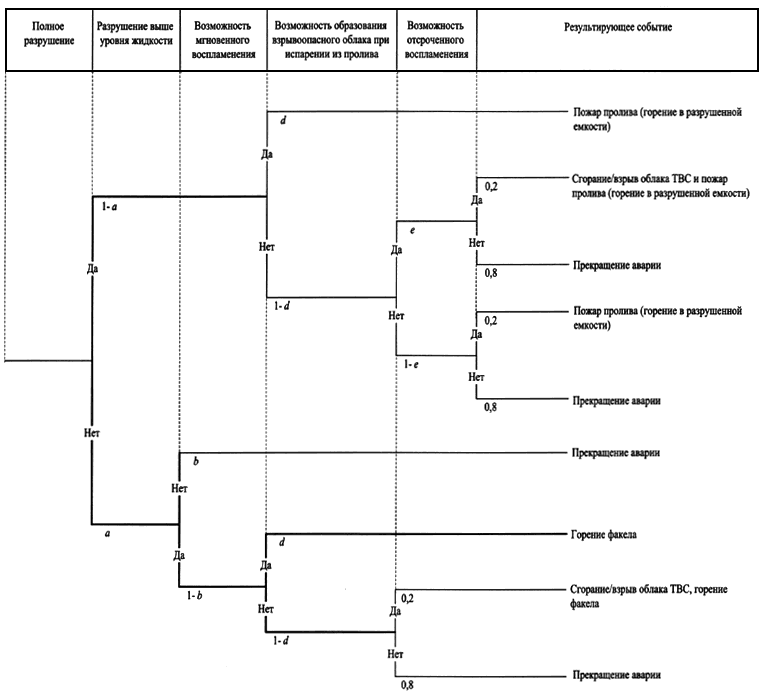 Полное
разрушение
Разрушение выше
уровня жидкости
Возможность
мгновенного
воспламенения
Возможность образования
взрывоопасного облака при
испарении из пролива
Возможность
отсроченного
воспламенения
Результирующее событие
d
Пожар пролива (горение в разрушенной
емкости)
Да
0,2
Сгорание/взрыв облака ТВС и пожар
пролива (горение в разрушенной емкости)
1- a
Да
e
Нет
Да
Нет
Да
0,8
Прекращение аварии
1- d
Нет
0,2
Пожар пролива (горение в разрушенной
емкости)
Да
1- e
Нет
0,8
Прекращение аварии
Нет
b
Прекращение аварии
Нет
a
d
Горение факела
Да
Да
1- b
0,2
Сгорание/взрыв облака ТВС, горение
факела
Нет
Да
1- d
Нет
0,8
Прекращение аварии